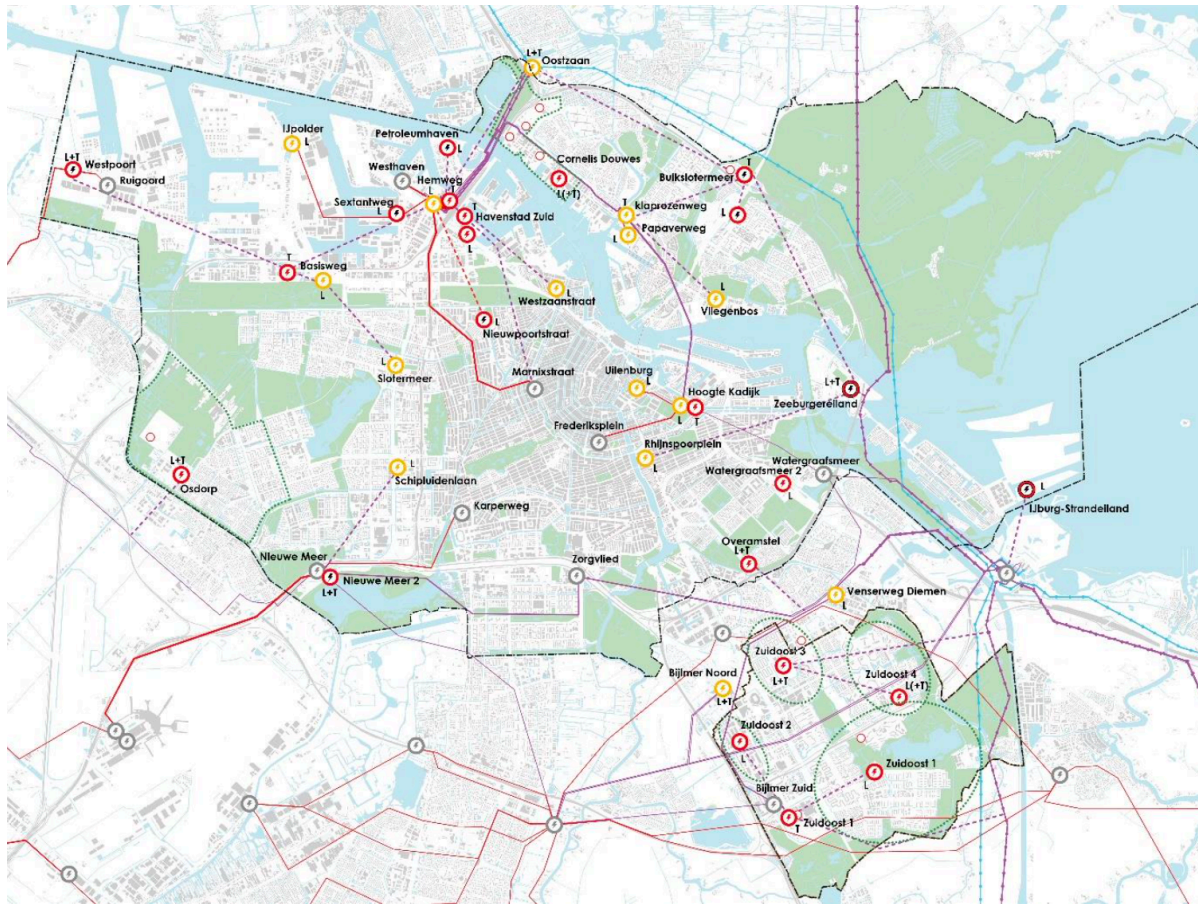 L+T
Oostzaan
IJpolder
L
Petroleumhaven
L
L+T
Westpoort
Ruigoord
Westhaven
Hemweg
L
Cornelis Douwes
L(+T)
T
Buikslotermeer
L
Sextantweg
L
T
Havenstad Zuid
L
T
klaprozenweg
Papaverweg
L
T
Basisweg
L
L
Westzaanstraat
L
Vliegenbos
L
Nieuwpoortstraat
L
Slotermeer
Marnixstraat
Uilenburg
L
Hoogte Kadijk
L
T
L+T
Zeeburgereiland
Frederiksplein
Rhijnspoorplein
L
Watergraafsmeer
Watergraafsmeer 2
L
L+T
Osdorp
L
Schipluidenlaan
L
IJburg-Strandeiland
Karperweg
Overamstel
L+T
Nieuwe Meer
Nieuwe Meer 2
L+T
Zorgvlied
Venserweg Diemen
L
Zuidoost 3
L+T
Bijlmer Noord
L+T
Zuidoost 4
L(+T)
Zuidoost 2
L
Zuidoost 1
L
Bijlmer Zuid
Zuidoost 1
T